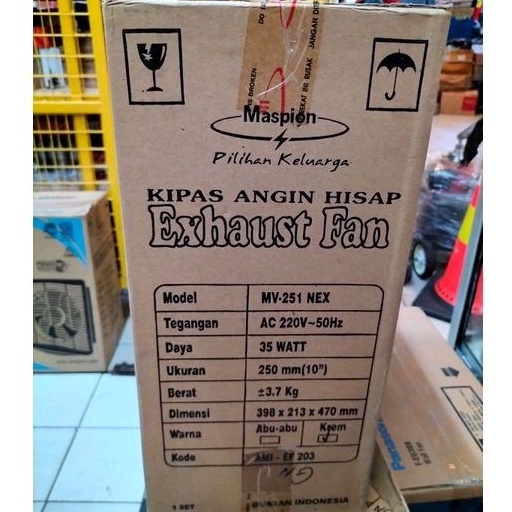 Maspion
Pilihan Keluarga
KIPAS ANGIN HISAP
Exhaust Fan
Model MV-251 NEX
Tegangan AC 220V~50Hz
Daya 35 WATT
Ukuran 250 mm(10")
Berat ±3.7 Kg
Dimensi 398 x 213 x 470 mm
Warna Abu-abu Krem
Kode AMI - EF 203
1 SET BUATAN INDONESIA
Panasonic